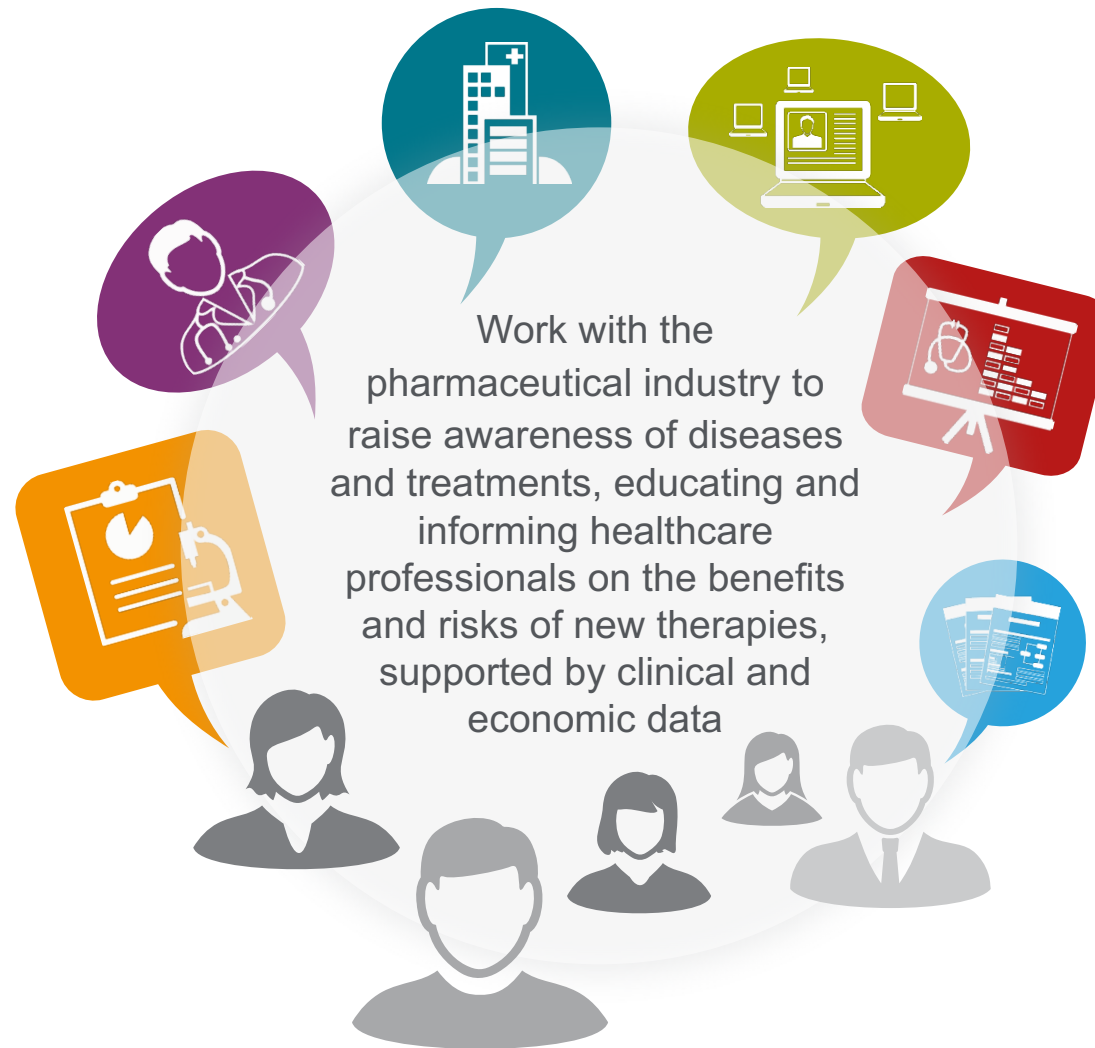 Work with the
pharmaceutical industry to
raise awareness of diseases
and treatments, educating and
informing healthcare
professionals on the benefits
and risks of new therapies,
supported by clinical and
economic data